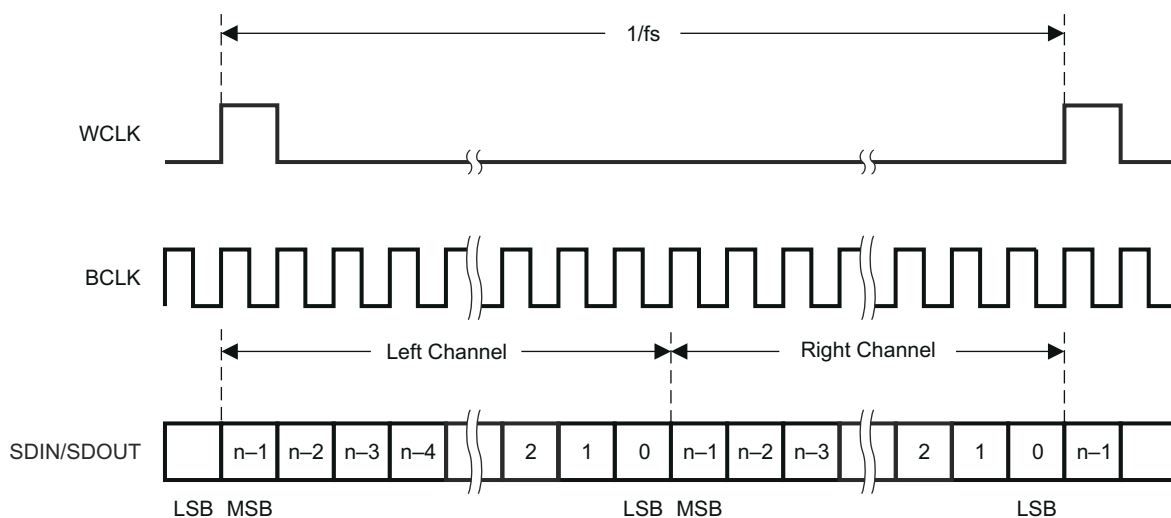 1/fs
WCLK
BCLK
Left Channel
Right Channel
SDIN/SDOUT
n–1 n–2 n–3 n–4 2 1 0 n–1 n–2 n–3 2 1 0 n–1
LSB MSB LSB MSB LSB